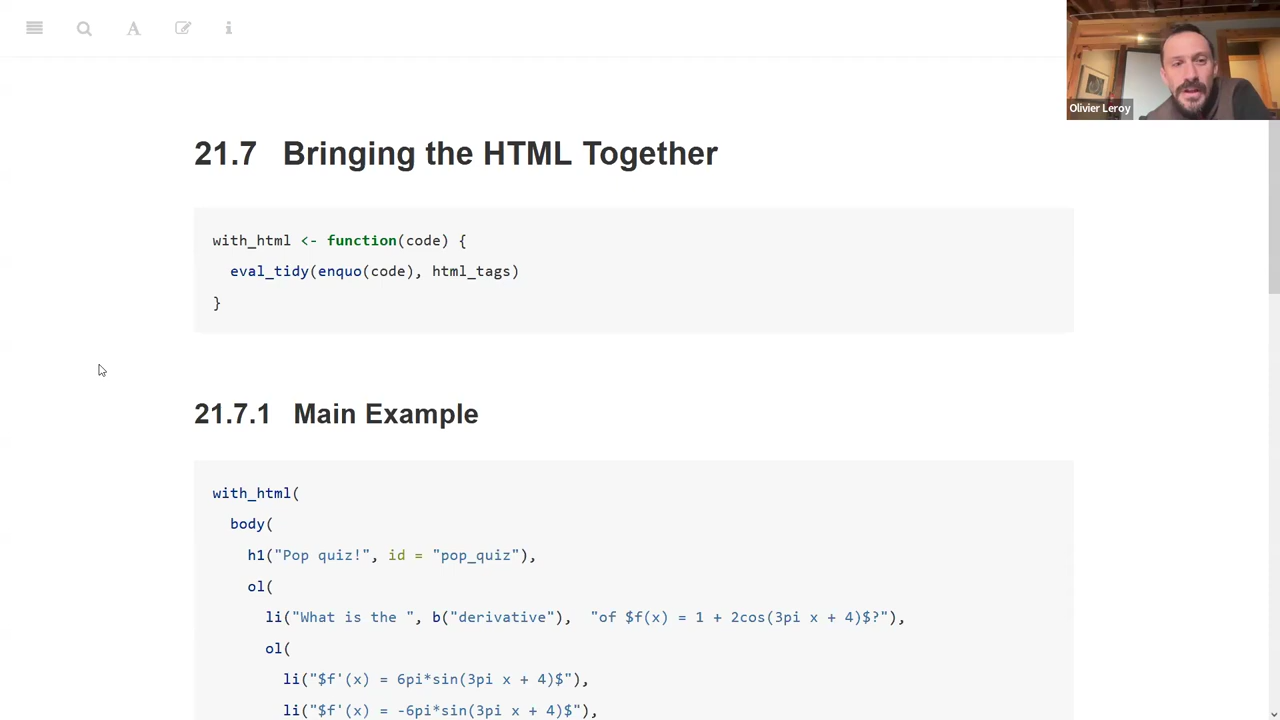 Olivier Leroy
21.7 Bringing the HTML Together
with_html <- function(code) {
  eval_tidy(enquo(code), html_tags)
}
21.7.1 Main Example
with_html(
  body(
    h1("Pop quiz!", id = "pop_quiz"),
    ol(
      li("What is the ", b("derivative"),  "of $f(x) = 1 + 2cos(3pi x + 4)$?"),
      ol(
        li("$f'(x) = 6pi*sin(3pi x + 4)$"),
        li("$f'(x) = -6pi*sin(3pi x + 4)$"),